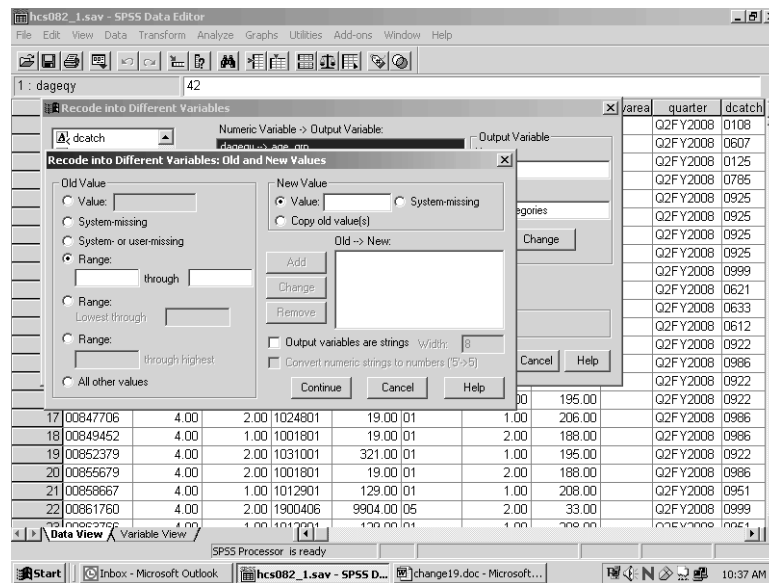 hcs082_1.sav - SPSS Data Editor
File Edit View Data Transform Analyze Graphs Utilities Add-ons Window Help
1 : dageqy 42
Recode into Different Variables
varea quarter dcatch
dcatch Numeric Variable -> Output Variable: Output Variable
Q2FY2008 0108
Q2FY2008 0607
Recode into Different Variables: Old and New Values
Q2FY2008 0125
Old Value New Value
Q2FY2008 0785
Value: Value: System-missing
Q2FY2008 0925
System-missing Copy old value(s) egories
Q2FY2008 0925
System- or user-missing Old --> New: Change
Q2FY2008 0925
Range: Add
Q2FY2008 0925
through
Q2FY2008 0999
Change
Q2FY2008 0621
Range:
Lowest through Remove
Q2FY2008 0633
Q2FY2008 0612
Range: Output variables are strings Width: 8
Q2FY2008 0922
through highest Convert numeric strings to numbers ('5'->5) Cancel Help
Q2FY2008 0986
All other values Continue Cancel Help
Q2FY2008 0922
00 195.00 Q2FY2008 0922
17 00847706 4.00 2.00 1024801 19.00 01 1.00 206.00 Q2FY2008 0986
18 00849452 4.00 1.00 1001801 19.00 01 2.00 188.00 Q2FY2008 0986
19 00852379 4.00 2.00 1031001 321.00 01 1.00 195.00 Q2FY2008 0922
20 00855679 4.00 2.00 1001801 19.00 01 2.00 188.00 Q2FY2008 0986
21 00858667 4.00 1.00 1012901 129.00 01 1.00 208.00 Q2FY2008 0951
22 00861760 4.00 2.00 1900406 9904.00 05 2.00 33.00 Q2FY2008 0999
Data View Variable View
SPSS Processor is ready
Start Inbox - Microsoft Outlook hcs082_1.sav - SPSS D... change19.doc - Microsoft... 10:37 AM